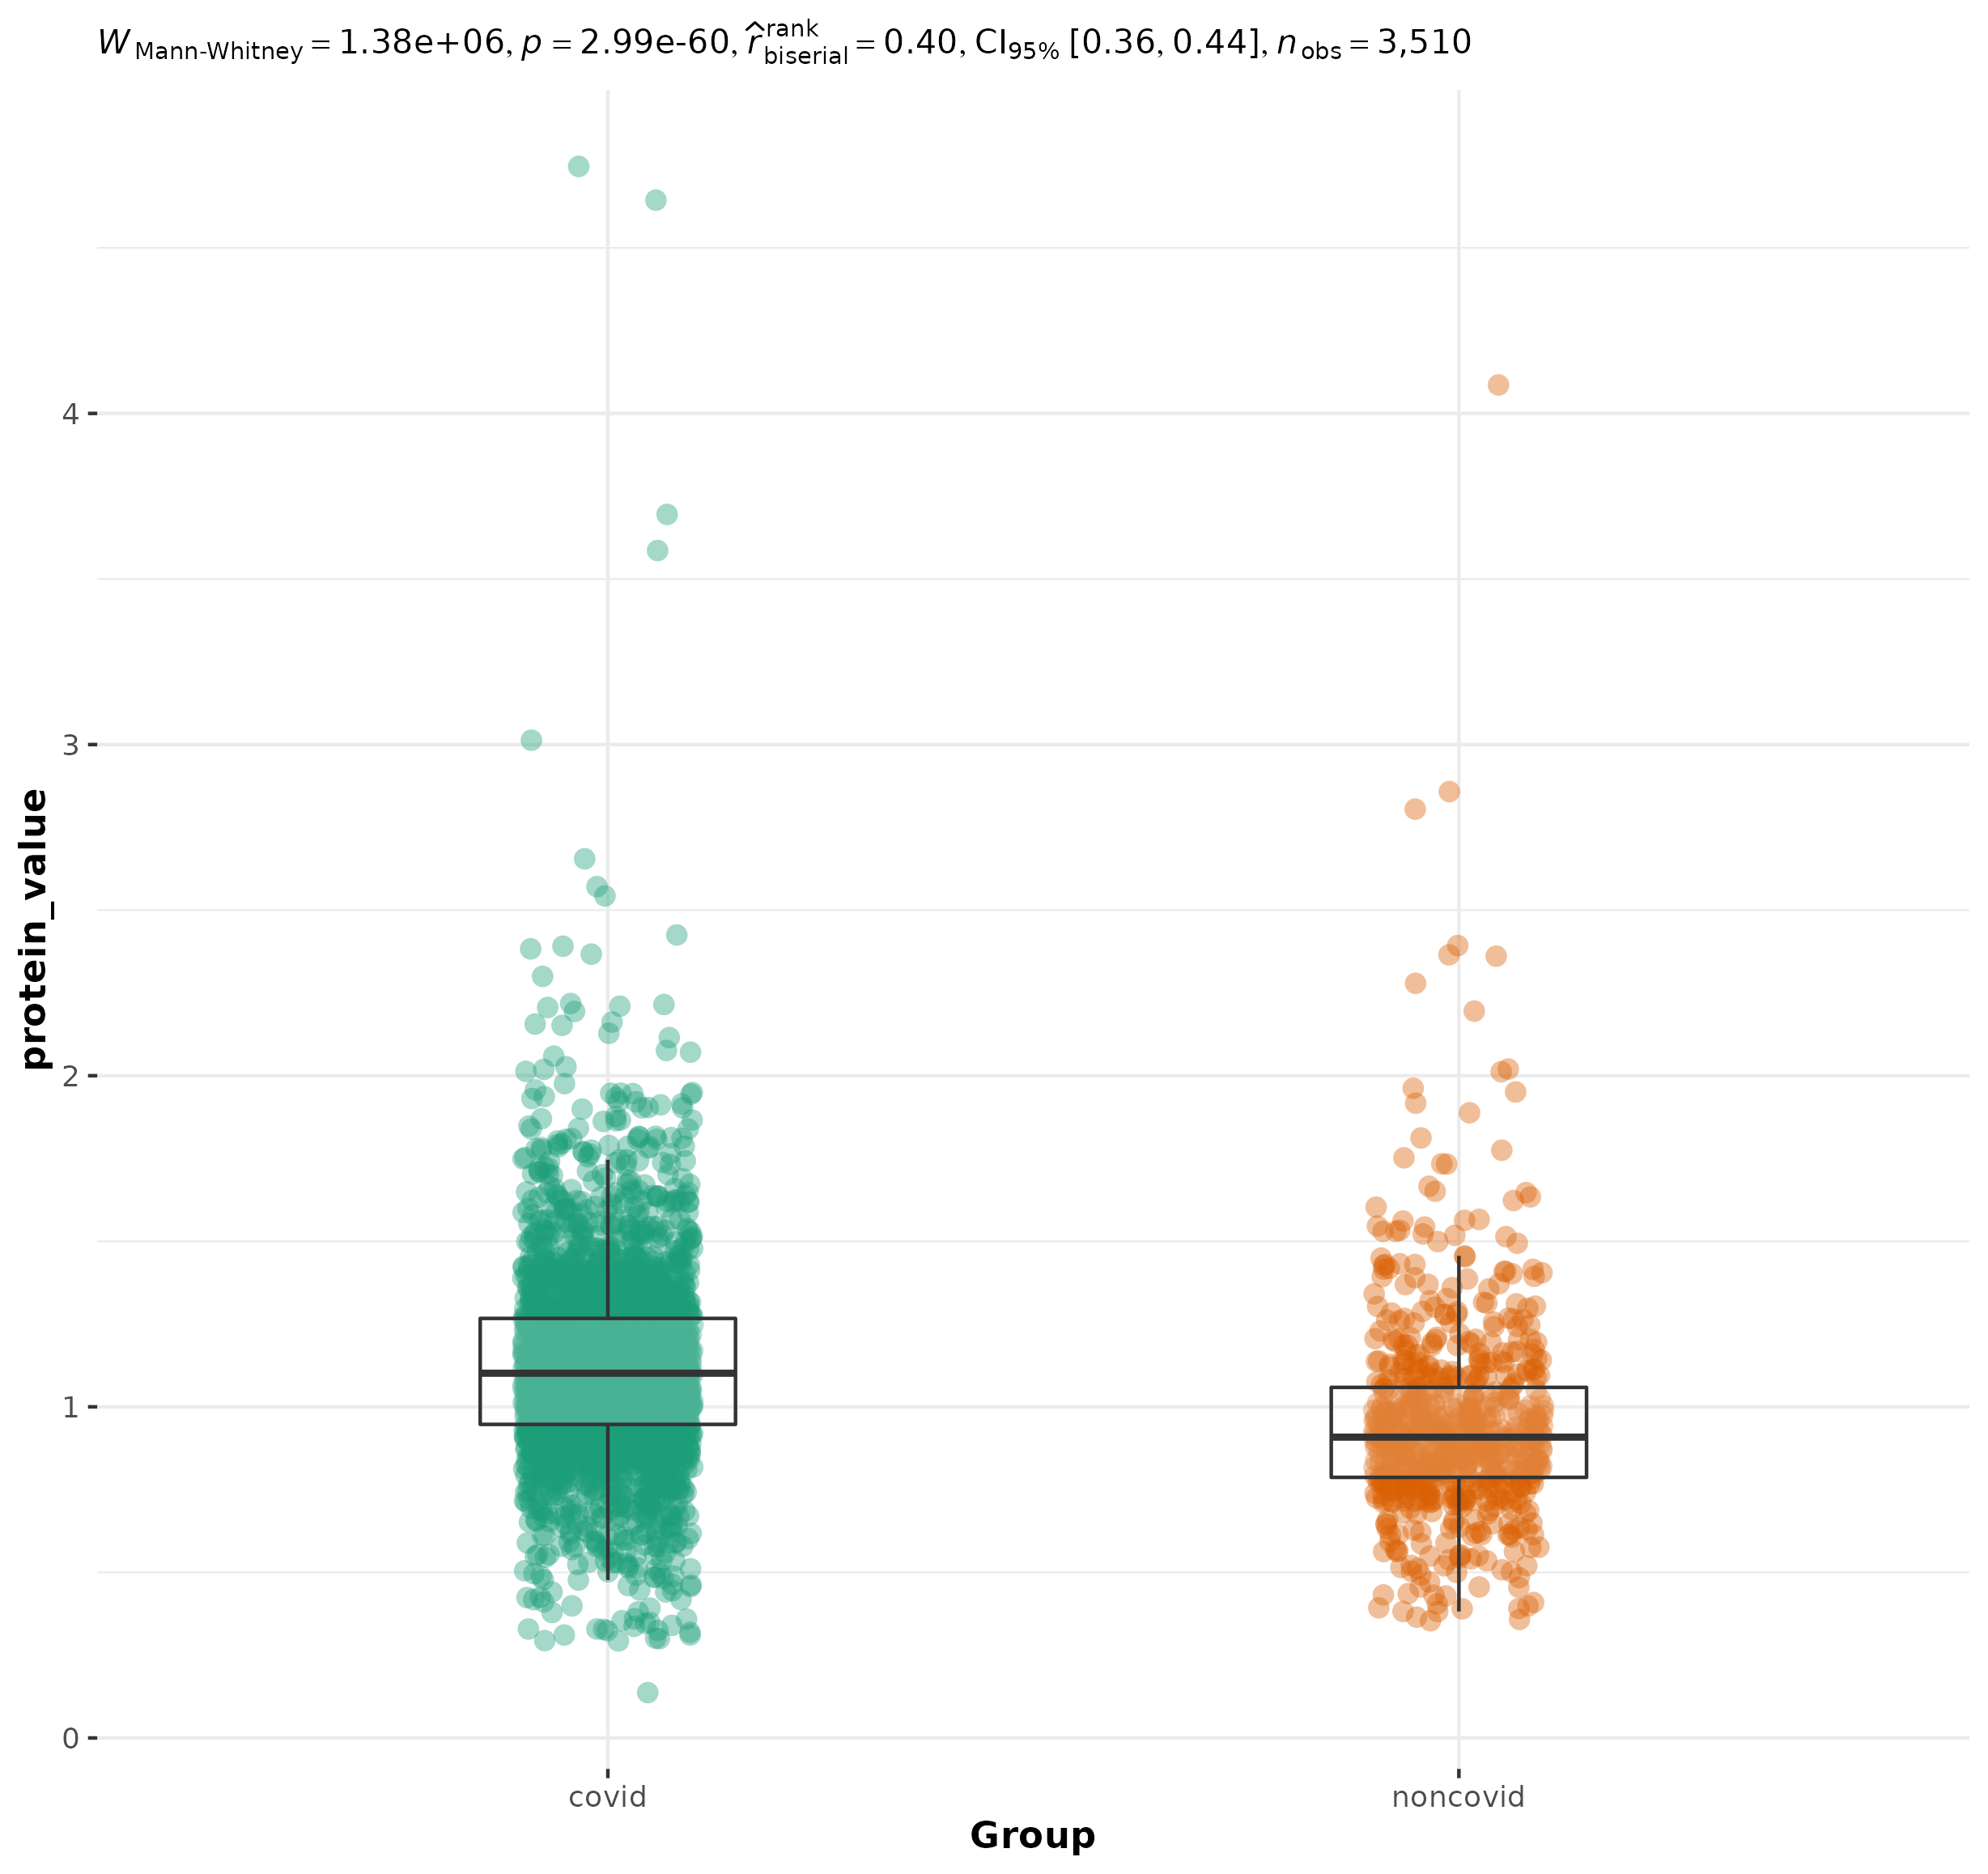 W Mann-Whitney = 1.38e+06, p = 2.99e-60, r̂ rank biserial = 0.40, CI95% [0.36, 0.44], n obs = 3,510
4
3
2
1
0
protein_value
covid noncovid
Group